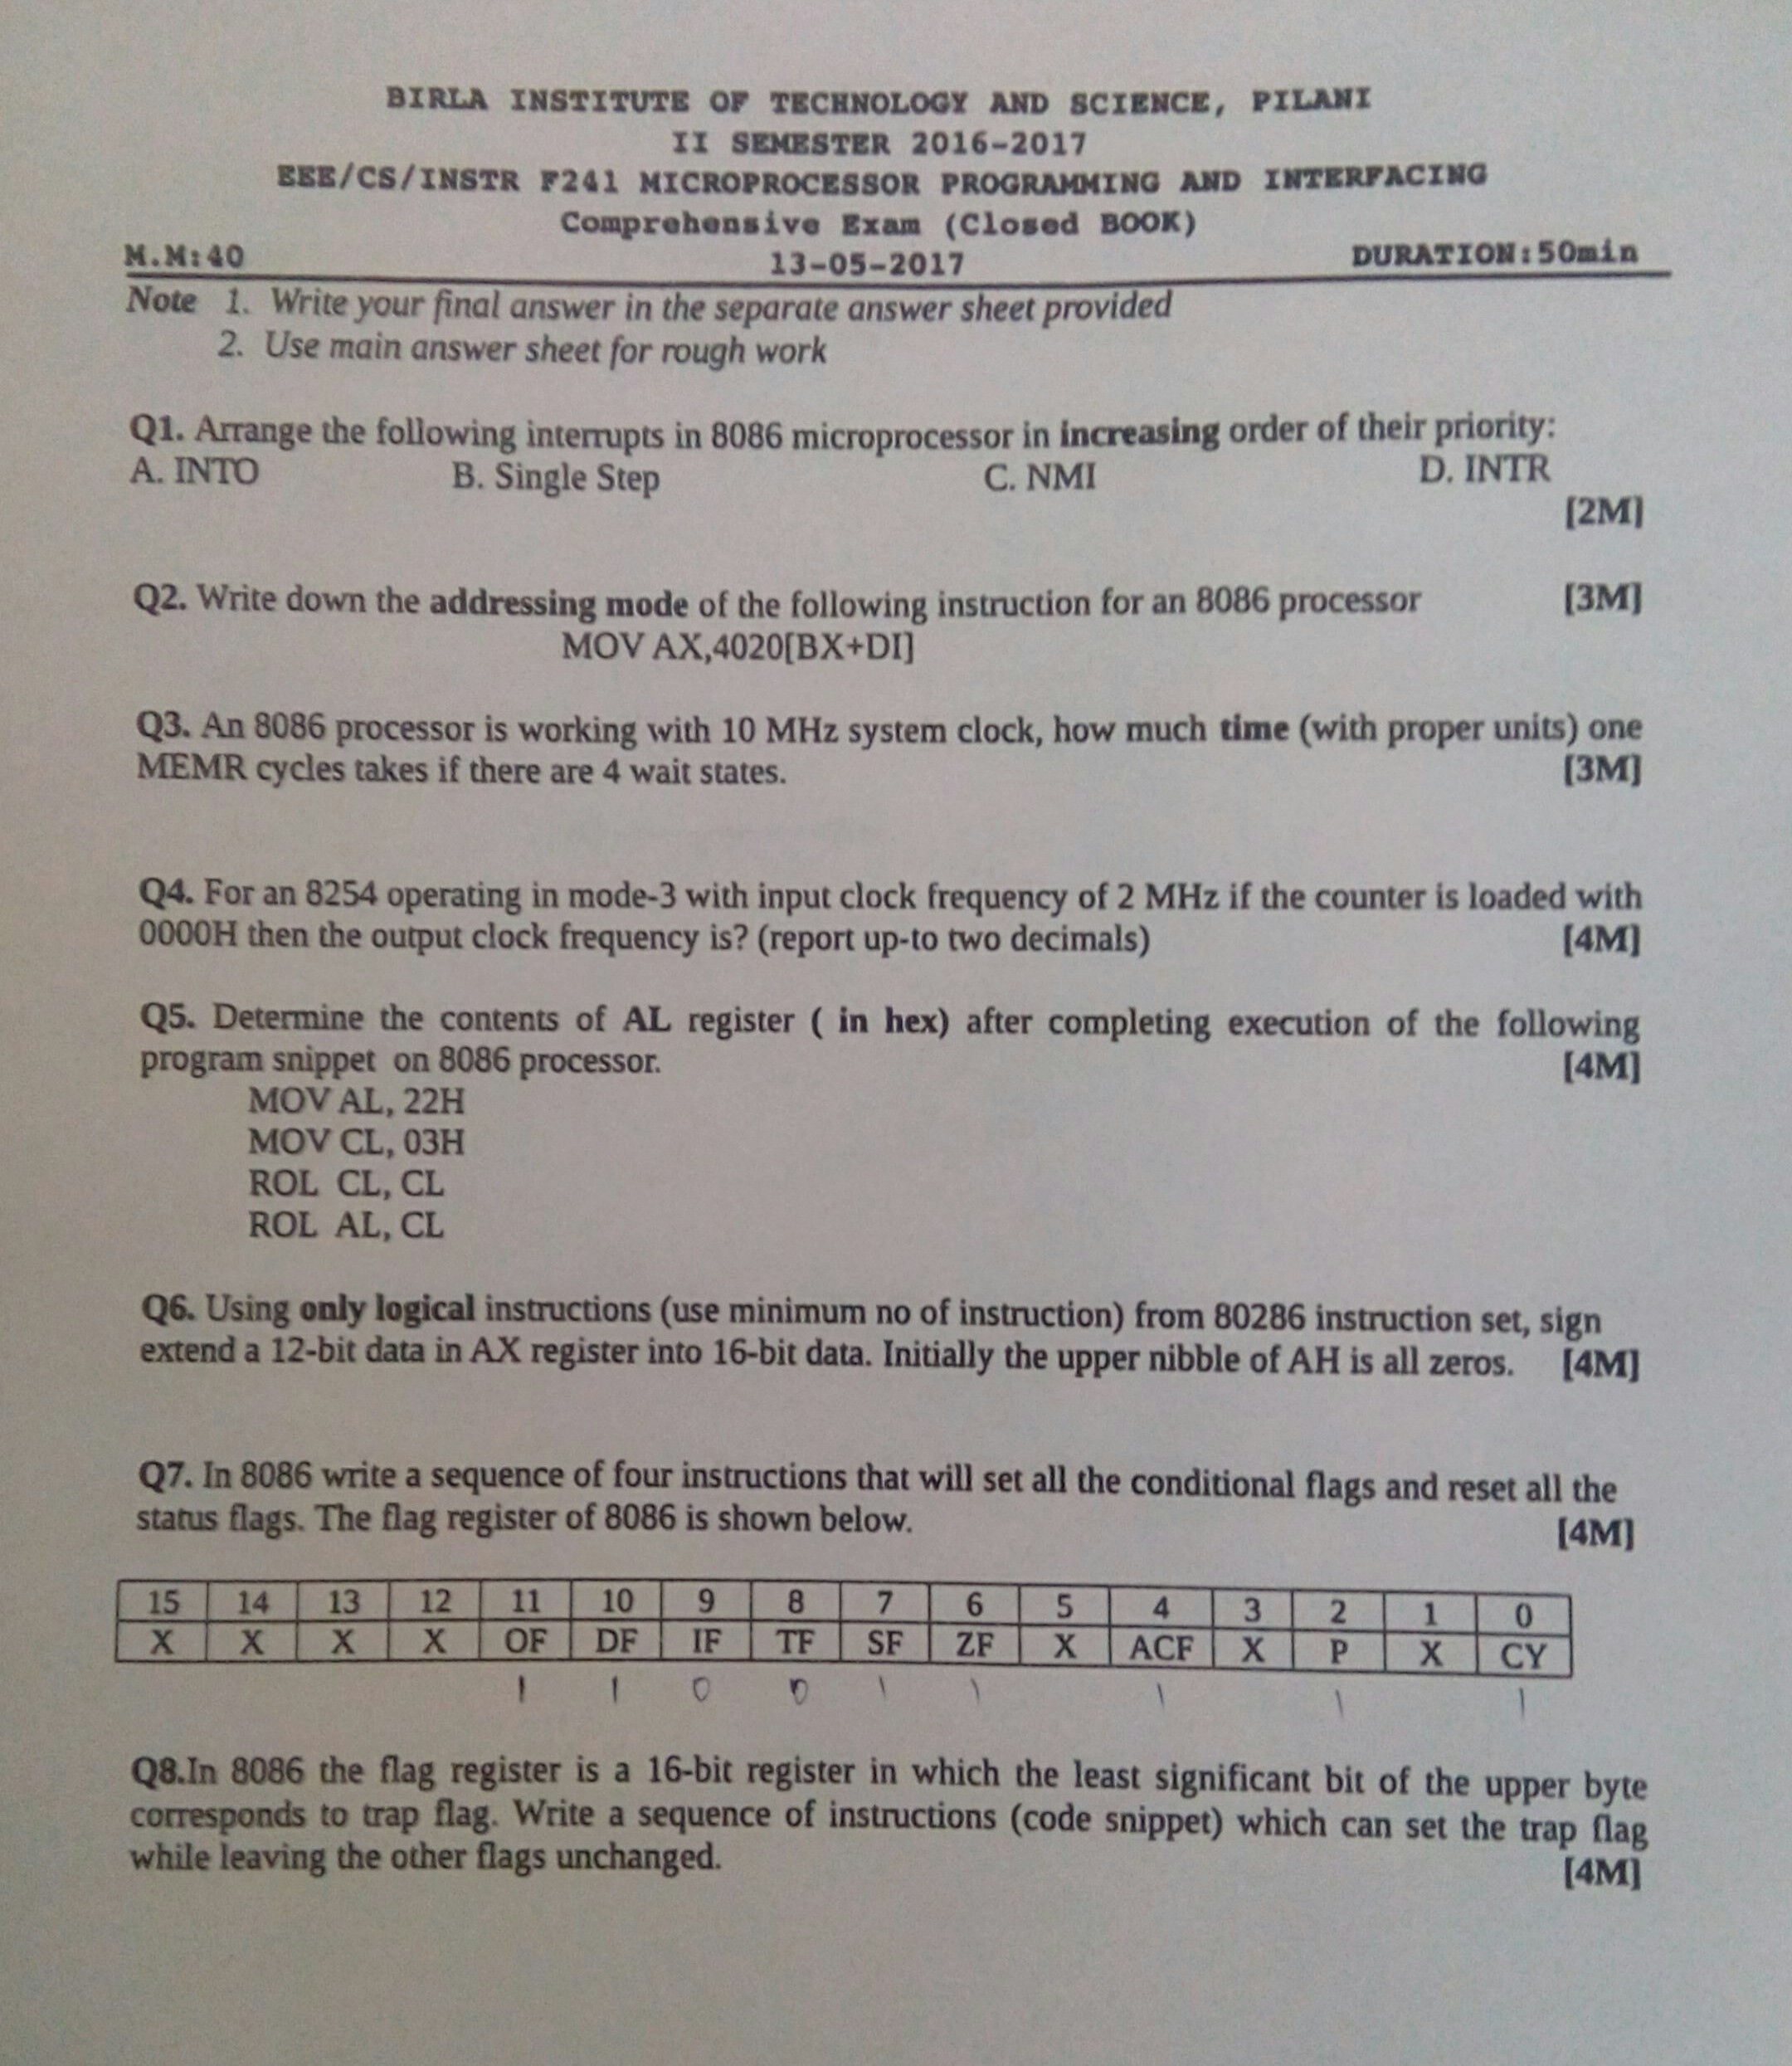 BIRLA INSTITUTE OF TECHNOLOGY AND SCIENCE, PILANI
II SEMESTER 2016-2017
EEE/CS/INSTR F241 MICROPROCESSOR PROGRAMMING AND INTERFACING
Comprehensive Exam (Closed BOOK)
M.M:40 13-05-2017 DURATION:50min
Note 1. Write your final answer in the separate answer sheet provided
2. Use main answer sheet for rough work
Q1. Arrange the following interrupts in 8086 microprocessor in increasing order of their priority:
A. INTO B. Single Step C. NMI D. INTR
[2M]
Q2. Write down the addressing mode of the following instruction for an 8086 processor [3M]
MOV AX,4020[BX+DI]
Q3. An 8086 processor is working with 10 MHz system clock, how much time (with proper units) one
MEMR cycles takes if there are 4 wait states. [3M]
Q4. For an 8254 operating in mode-3 with input clock frequency of 2 MHz if the counter is loaded with
0000H then the output clock frequency is? (report up-to two decimals) [4M]
Q5. Determine the contents of AL register ( in hex) after completing execution of the following
program snippet on 8086 processor. [4M]
MOV AL, 22H
MOV CL, 03H
ROL CL, CL
ROL AL, CL
Q6. Using only logical instructions (use minimum no of instruction) from 80286 instruction set, sign
extend a 12-bit data in AX register into 16-bit data. Initially the upper nibble of AH is all zeros. [4M]
Q7. In 8086 write a sequence of four instructions that will set all the conditional flags and reset all the
status flags. The flag register of 8086 is shown below. [4M]
15 14 13 12 11 10 9 8 7 6 5 4 3 2 1 0
X X X X OF DF IF TF SF ZF X ACF X P X CY
1 1 0 0 1 1 1 1 1
Q8.In 8086 the flag register is a 16-bit register in which the least significant bit of the upper byte
corresponds to trap flag. Write a sequence of instructions (code snippet) which can set the trap flag
while leaving the other flags unchanged. [4M]